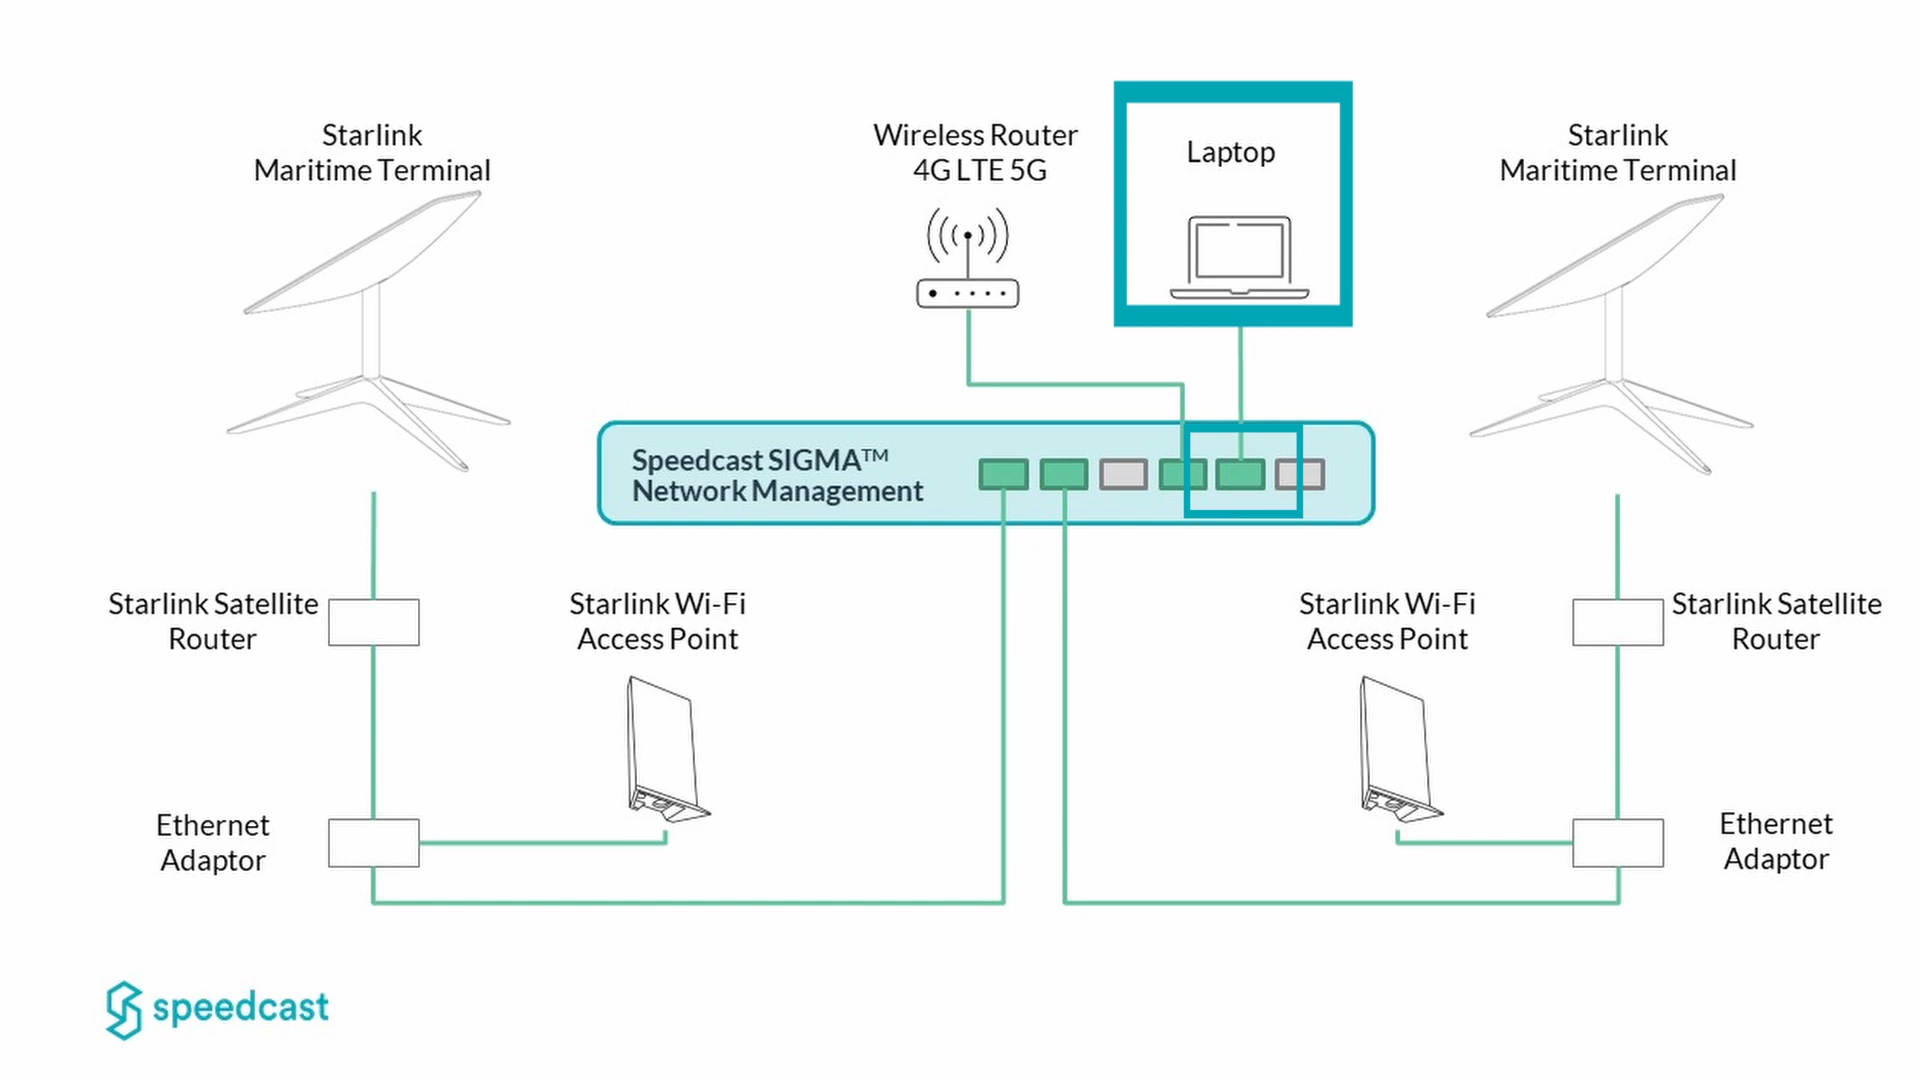 Starlink
Maritime Terminal
Wireless Router
4G LTE 5G
Laptop
Starlink
Maritime Terminal
Speedcast SIGMA™
Network Management
Starlink Satellite
Router
Starlink Wi-Fi
Access Point
Starlink Wi-Fi
Access Point
Starlink Satellite
Router
Ethernet
Adaptor
Ethernet
Adaptor
speedcast